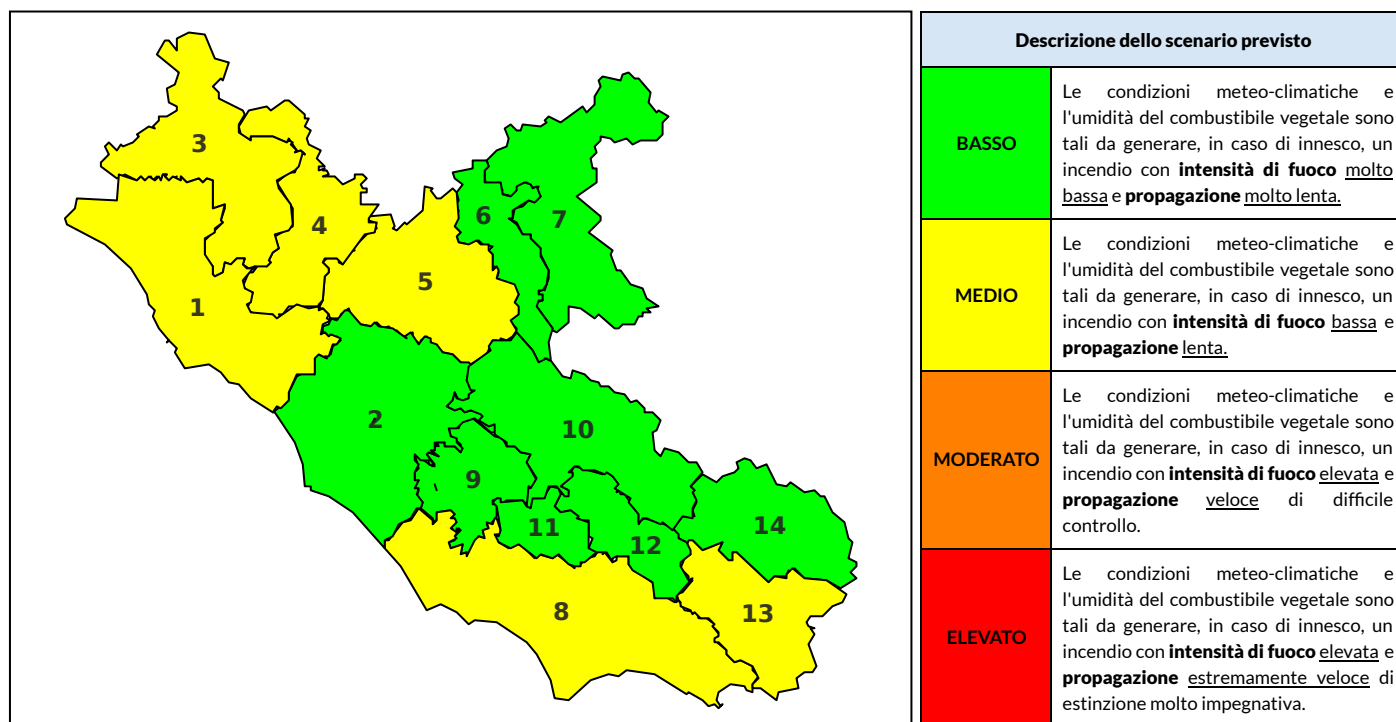 3
4
6
7
5
1
2
10
9
11
12
14
8
13
Descrizione dello scenario previsto
BASSO
Le condizioni meteo-climatiche e
l'umidità del combustibile vegetale sono
tali da generare, in caso di innesco, un
incendio con intensità di fuoco molto
bassa e propagazione molto lenta.
MEDIO
Le condizioni meteo-climatiche e
l'umidità del combustibile vegetale sono
tali da generare, in caso di innesco, un
incendio con intensità di fuoco bassa e
propagazione lenta.
MODERATO
Le condizioni meteo-climatiche e
l'umidità del combustibile vegetale sono
tali da generare, in caso di innesco, un
incendio con intensità di fuoco elevata e
propagazione veloce di difficile
controllo.
ELEVATO
Le condizioni meteo-climatiche e
l'umidità del combustibile vegetale sono
tali da generare, in caso di innesco, un
incendio con intensità di fuoco elevata e
propagazione estremamente veloce di
estinzione molto impegnativa.